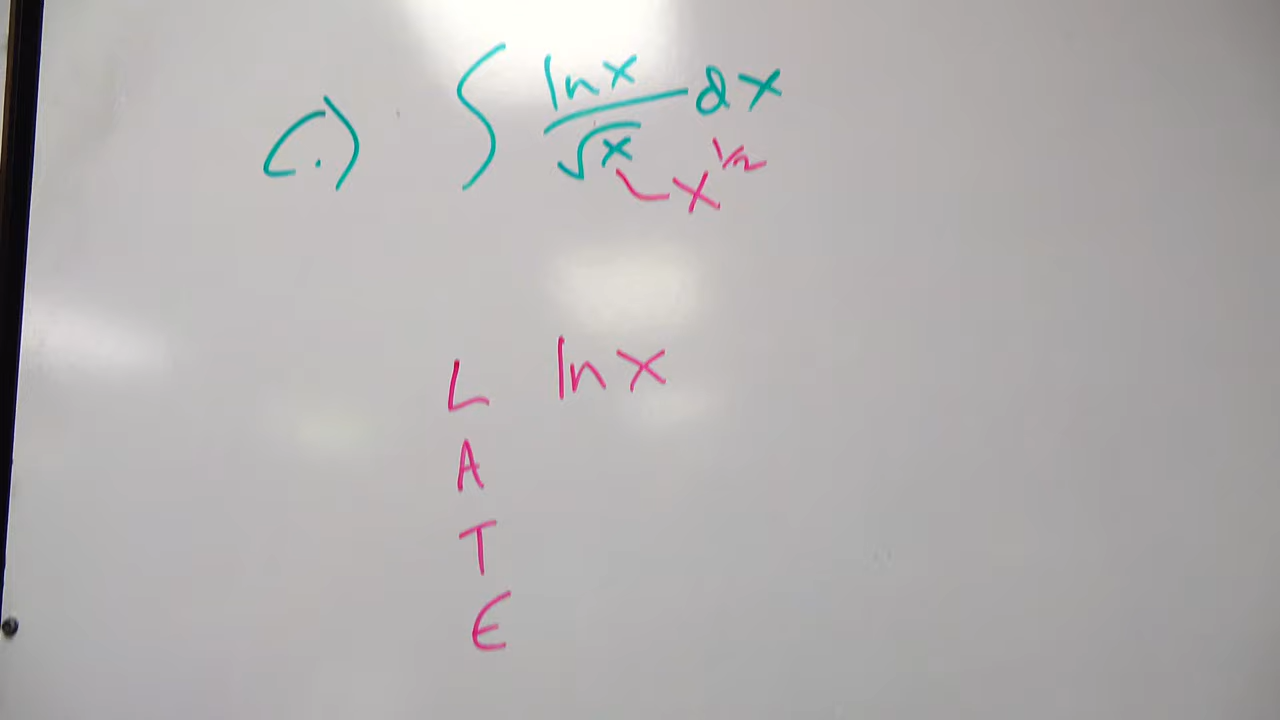 c.) ∫ ln x / √x dx
x^1/2
L ln x
A
T
E